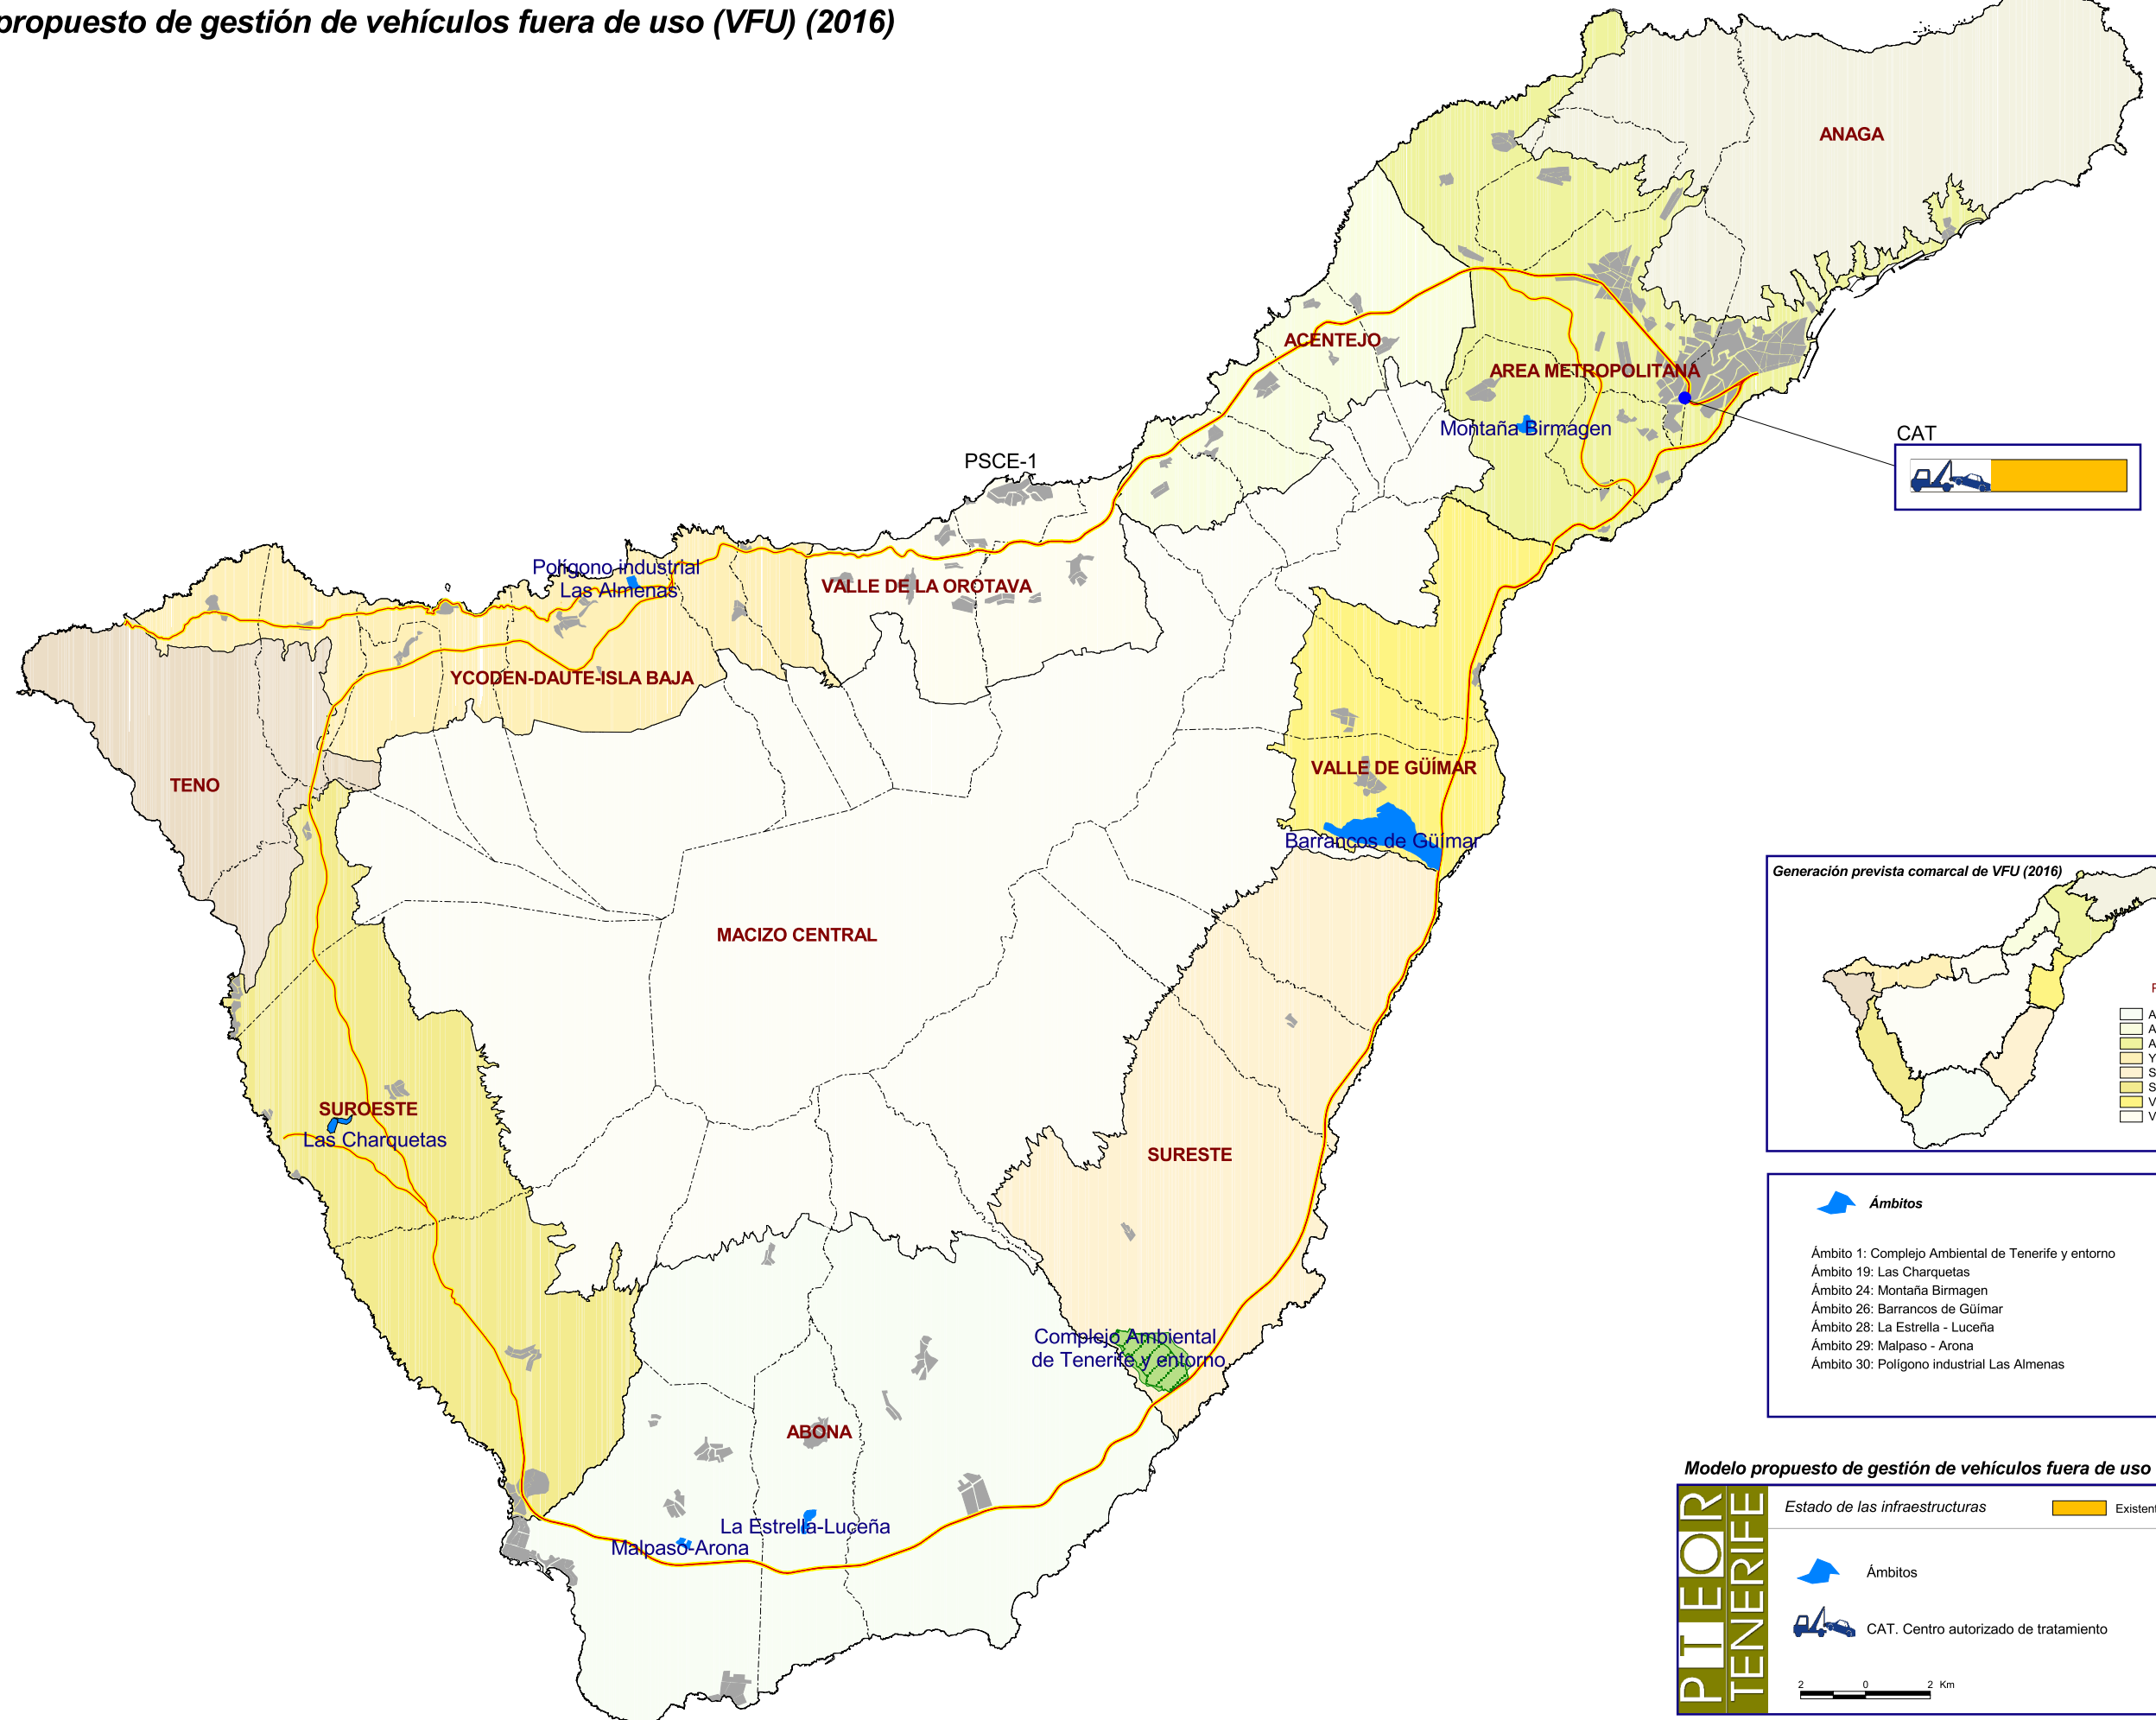 propuesto de gestión de vehículos fuera de uso (VFU) (2016)
ANAGA
ACENTEJO
AREA METROPOLITANA
Montaña Birmagen
CAT
PSCE-1
Polígono industrial
Las Almenas
VALLE DE LA OROTAVA
YCODEN-DAUTE-ISLA BAJA
TENO
VALLE DE GÜÍMAR
Barrancos de Güímar
MACIZO CENTRAL
SUROESTE
Las Charquetas
SURESTE
Complejo Ambiental
de Tenerife y entorno
ABONA
La Estrella-Luceña
Malpaso-Arona
Generación prevista comarcal de VFU (2016)
Ámbitos
Ámbito 1: Complejo Ambiental de Tenerife y entorno
Ámbito 19: Las Charquetas
Ámbito 24: Montaña Birmagen
Ámbito 26: Barrancos de Güímar
Ámbito 28: La Estrella - Luceña
Ámbito 29: Malpaso - Arona
Ámbito 30: Polígono industrial Las Almenas
Modelo propuesto de gestión de vehículos fuera de uso
PTEOR
TENERIFE
Estado de las infraestructuras
Ámbitos
CAT. Centro autorizado de tratamiento
2 0 2 Km